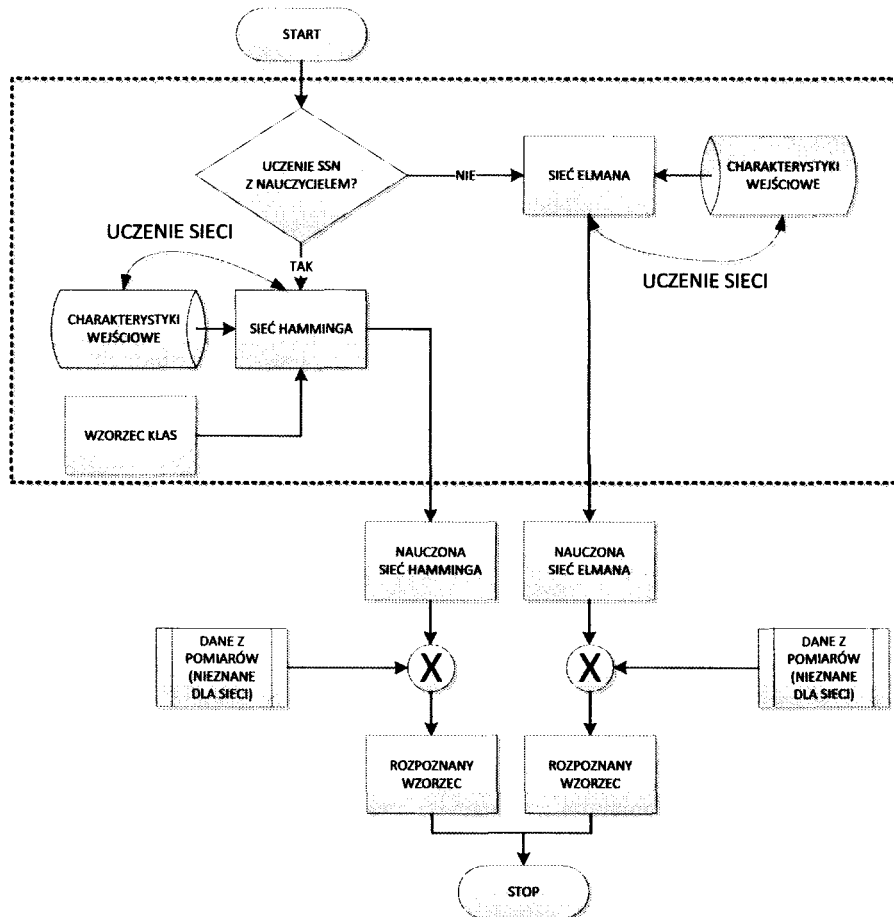 START
UCZENIE SSN
Z NAUCZYCIELEM?
NIE
SIEĆ ELMANA
CHARAKTERYSTYKI
WEJŚCIOWE
UCZENIE SIECI
TAK
UCZENIE SIECI
CHARAKTERYSTYKI
WEJŚCIOWE
SIEĆ HAMMINGA
WZORZEC KLAS
NAUCZONA
SIEĆ HAMMINGA
NAUCZONA
SIEĆ ELMANA
DANE Z
POMIARÓW
(NIEZNANE
DLA SIECI)
X
X
DANE Z
POMIARÓW
(NIEZNANE
DLA SIECI)
ROZPOZNANY
WZORZEC
ROZPOZNANY
WZORZEC
STOP